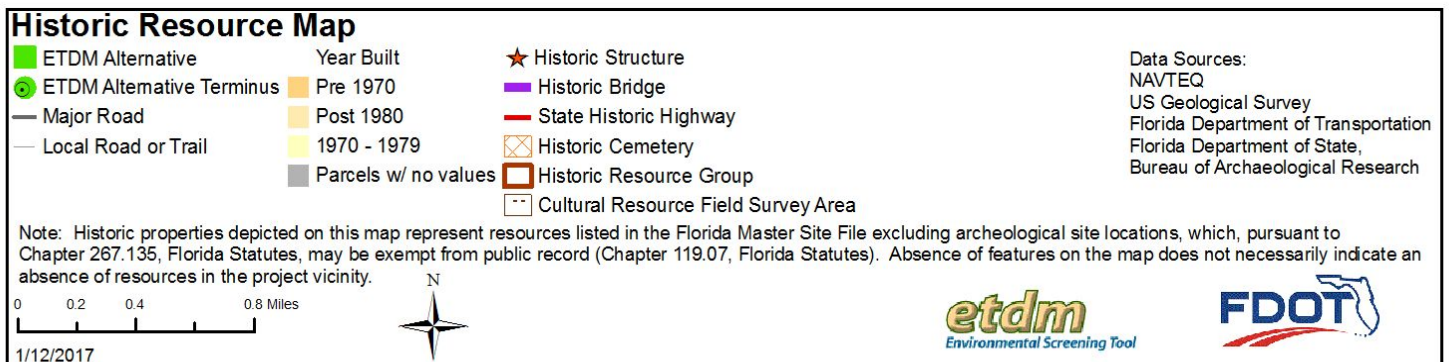 Historic Resource Map
ETDM Alternative
ETDM Alternative Terminus
Major Road
Local Road or Trail
Year Built
Pre 1970
Post 1980
1970 - 1979
Parcels w/ no values
Historic Structure
Historic Bridge
State Historic Highway
Historic Cemetery
Historic Resource Group
Cultural Resource Field Survey Area
Data Sources:
NAVTEQ
US Geological Survey
Florida Department of Transportation
Florida Department of State,
Bureau of Archaeological Research
Note: Historic properties depicted on this map represent resources listed in the Florida Master Site File excluding archeological site locations, which, pursuant to
Chapter 267.135, Florida Statutes, may be exempt from public record (Chapter 119.07, Florida Statutes). Absence of features on the map does not necessarily indicate an
absence of resources in the project vicinity.
N
0 0.2 0.4 0.8 Miles
1/12/2017
etdm
Environmental Screening Tool
FDOT